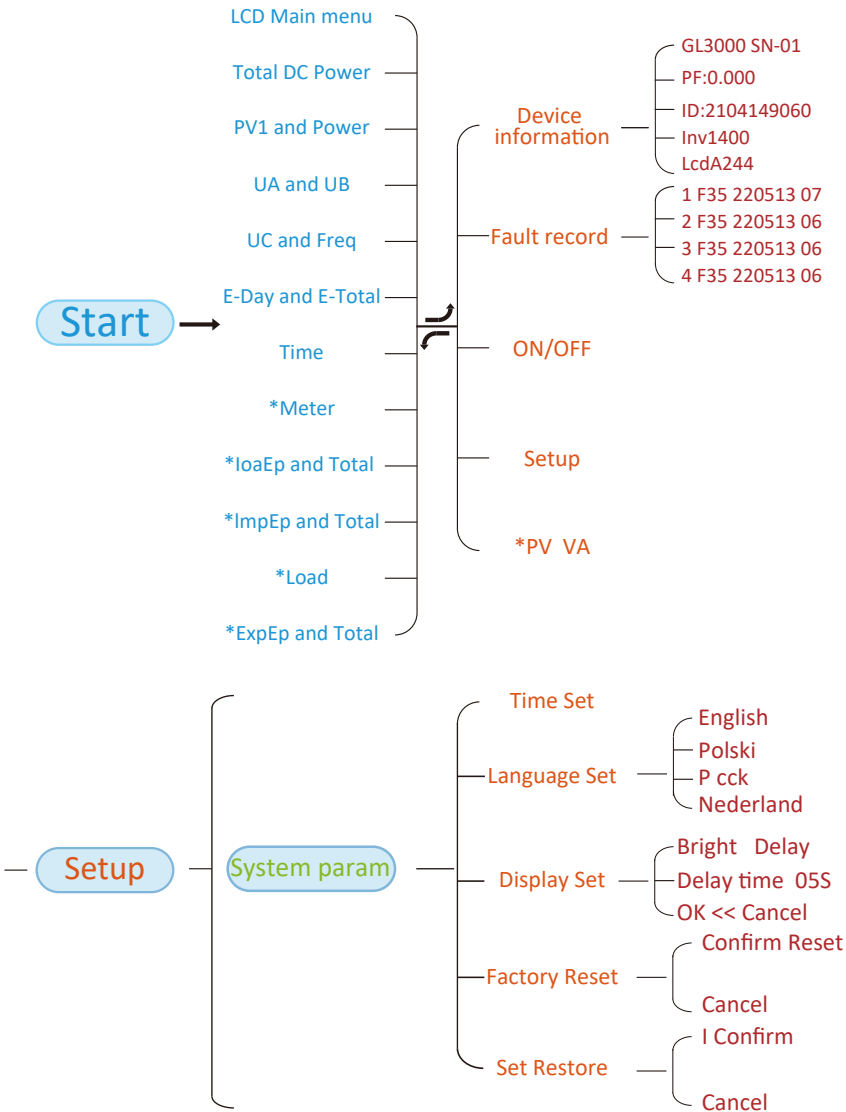 LCD Main menu
Total DC Power
PV1 and Power
UA and UB
UC and Freq
E-Day and E-Total
Start
Time
*Meter
*IoaEp and Total
*ImpEp and Total
*Load
*ExpEp and Total
Device
information
GL3000 SN-01
PF:0.000
ID:2104149060
Inv1400
LcdA244
Fault record
1 F35 220513 07
2 F35 220513 06
3 F35 220513 06
4 F35 220513 06
ON/OFF
Setup
*PV VA
Setup
System param
Time Set
Language Set
English
Polski
P cck
Nederland
Display Set
Bright Delay
Delay time 05S
OK << Cancel
Factory Reset
Confirm Reset
Cancel
Set Restore
I Confirm
Cancel